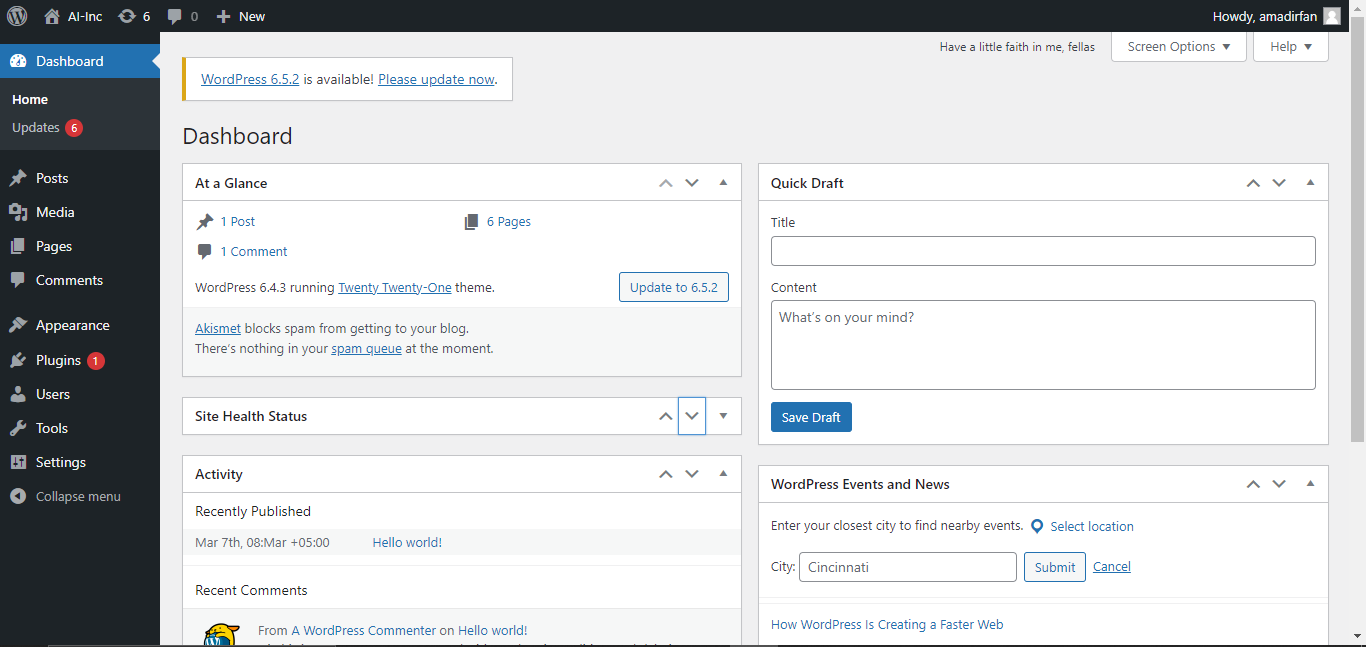 AI-Inc 6 0 New Howdy, amadirfan
Dashboard
Home
Updates 6
Posts
Media
Pages
Comments
Appearance
Plugins 1
Users
Tools
Settings
Collapse menu
Have a little faith in me, fellas Screen Options Help
WordPress 6.5.2 is available! Please update now.
Dashboard
At a Glance
1 Post 6 Pages
1 Comment
WordPress 6.4.3 running Twenty Twenty-One theme. Update to 6.5.2
Akismet blocks spam from getting to your blog.
There's nothing in your spam queue at the moment.
Site Health Status
Activity
Recently Published
Mar 7th, 08:Mar +05:00 Hello world!
Recent Comments
From A WordPress Commenter on Hello world!
Quick Draft
Title
Content
What's on your mind?
Save Draft
WordPress Events and News
Enter your closest city to find nearby events. Select location
City: Cincinnati Submit Cancel
How WordPress Is Creating a Faster Web